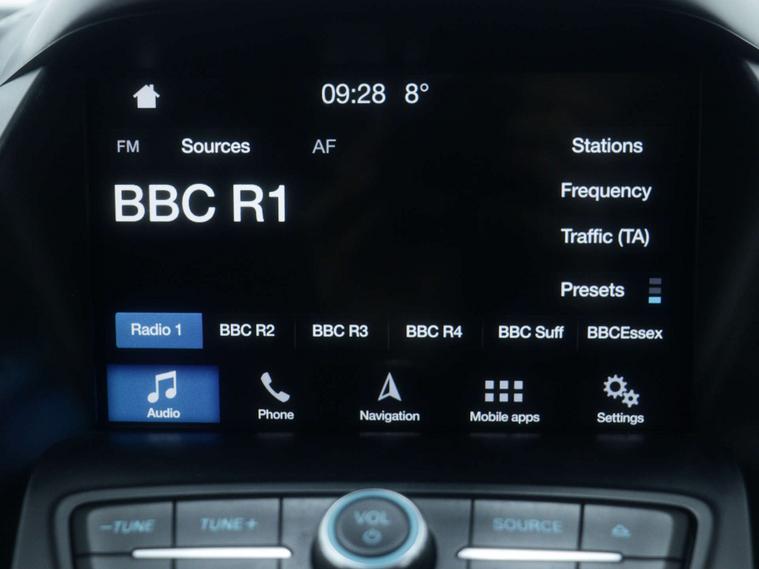 09:28 8°
FM Sources AF Stations
BBC R1
Frequency
Traffic (TA)
Presets
Radio 1 BBC R2 BBC R3 BBC R4 BBC Suff BBCEssex
Audio Phone Navigation Mobile apps Settings
–TUNE TUNE+ VOL SOURCE